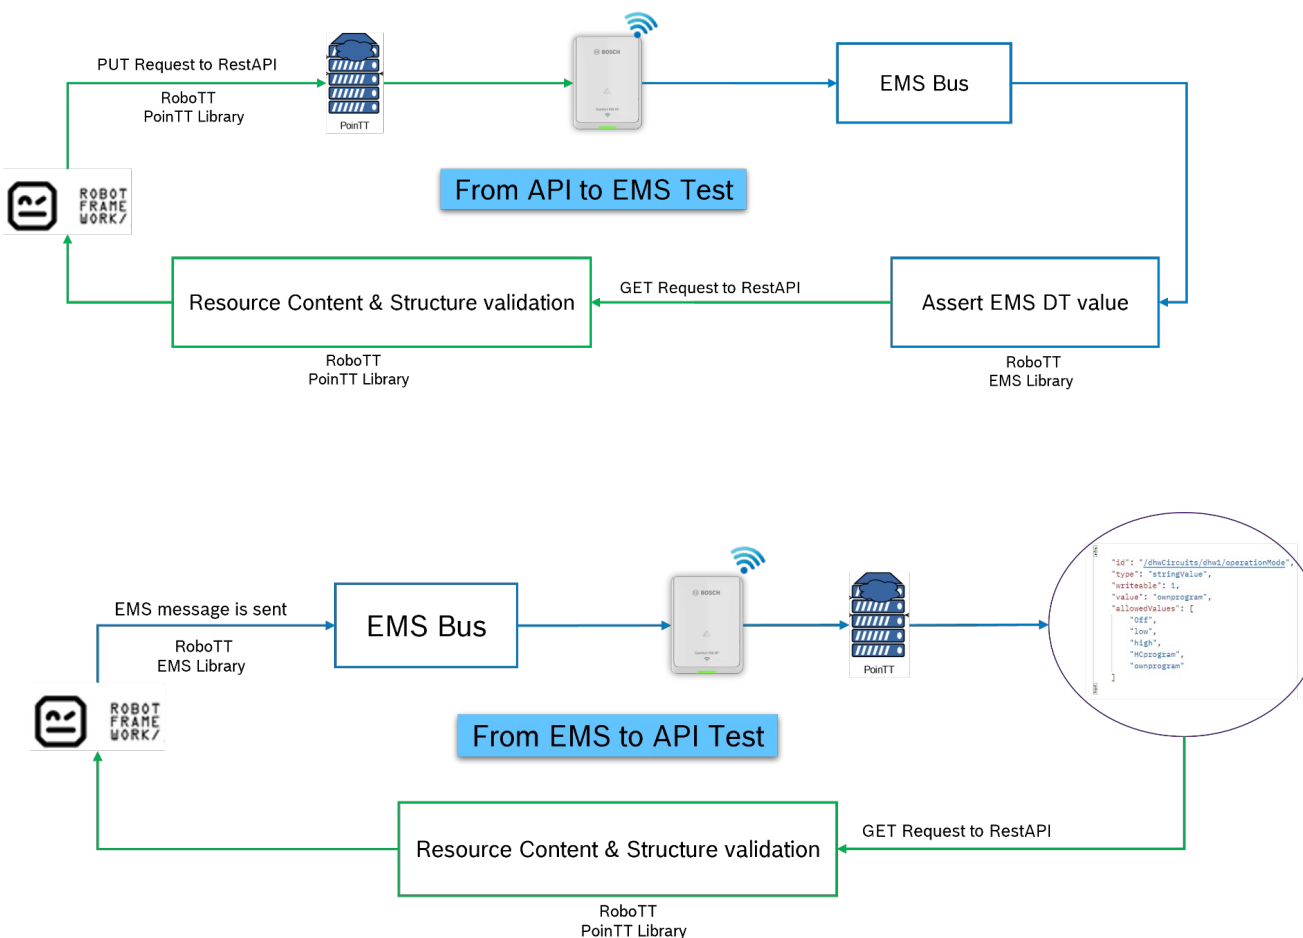 PUT Request to RestAPI
RoboTT
PoinTT Library
PoinTT
BOSCH
EMS Bus
ROBOT
FRAME
WORK/
From API to EMS Test
Resource Content & Structure validation
RoboTT
PoinTT Library
GET Request to RestAPI
Assert EMS DT value
RoboTT
EMS Library
EMS message is sent
RoboTT
EMS Library
EMS Bus
BOSCH
PoinTT
"id": "/dhwCircuits/dhw1/operationMode",
"type": "stringValue",
"writeable": 1,
"value": "ownprogram",
"allowedValues": [
"Off",
"low",
"high",
"HCprogram",
"ownprogram"
]
ROBOT
FRAME
WORK/
From EMS to API Test
Resource Content & Structure validation
GET Request to RestAPI
RoboTT
PoinTT Library